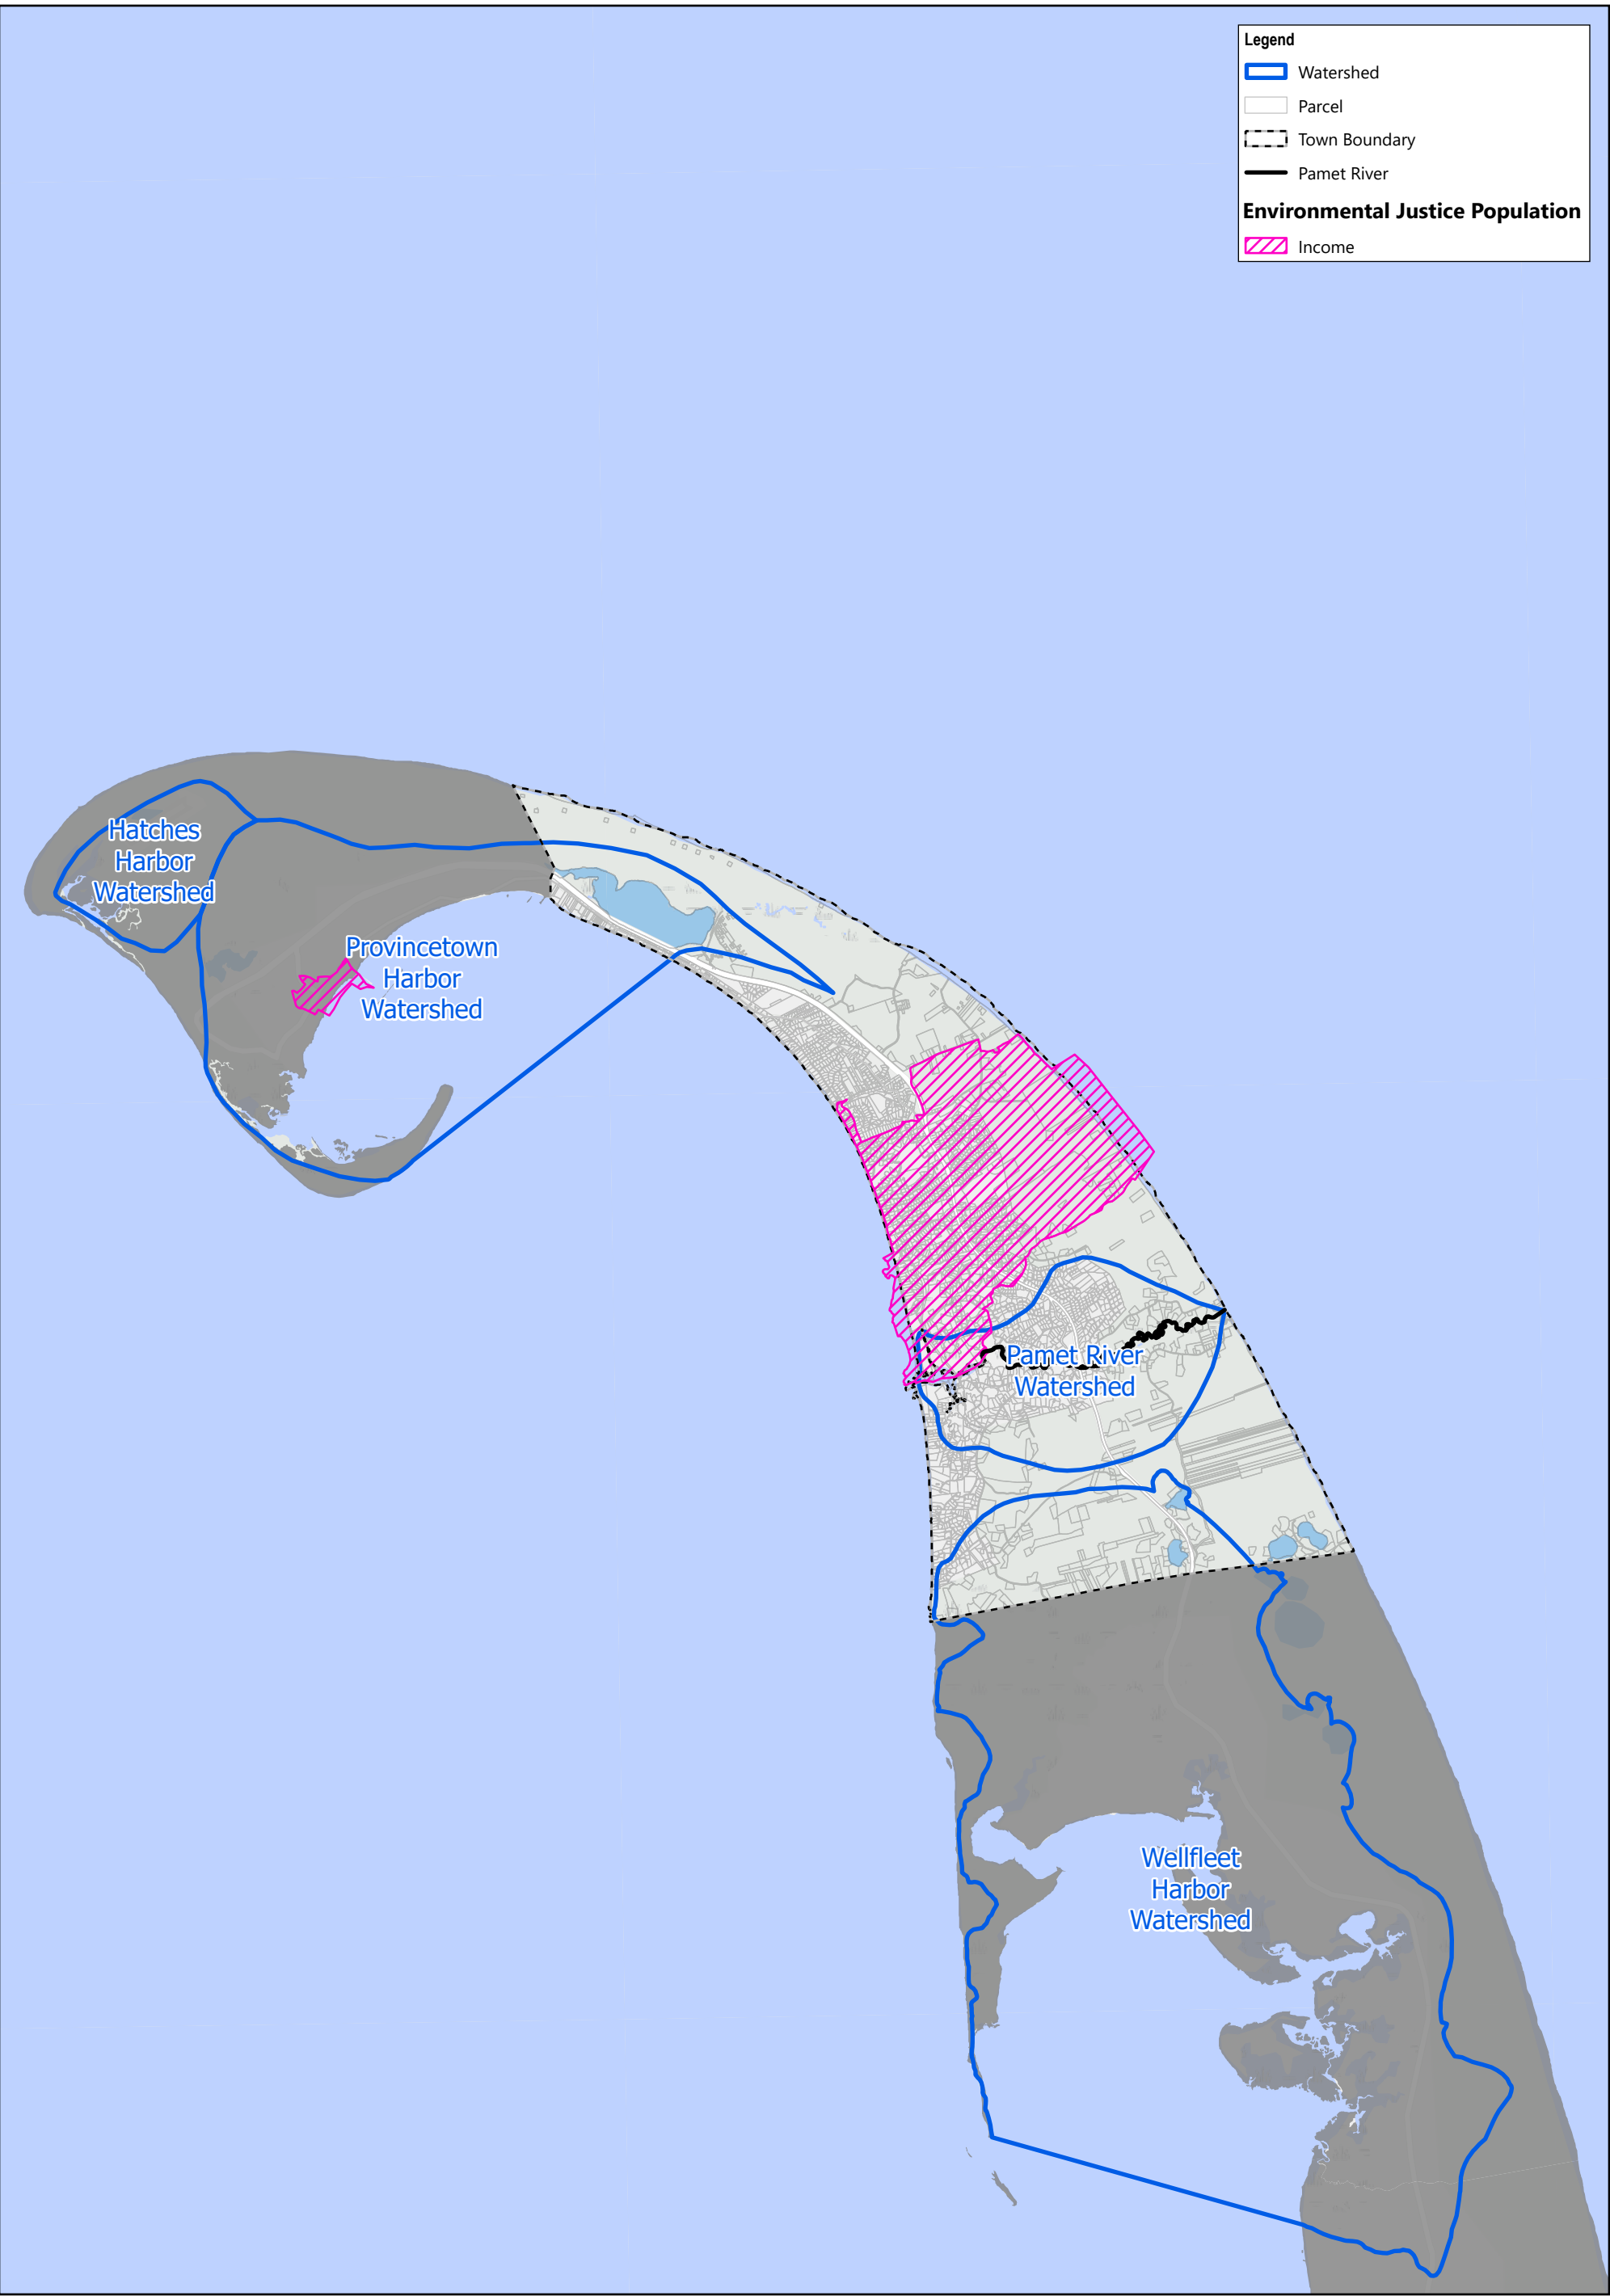 Legend
Watershed
Parcel
Town Boundary
Pamet River
Environmental Justice Population
Income
Hatches
Harbor
Watershed
Provincetown
Harbor
Watershed
Pamet River
Watershed
Wellfleet
Harbor
Watershed